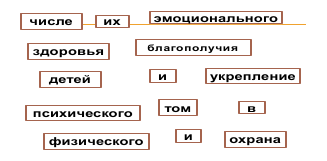 числе их эмоционального
здоровья благополучия
детей и укрепление
психического том в
физического и охрана